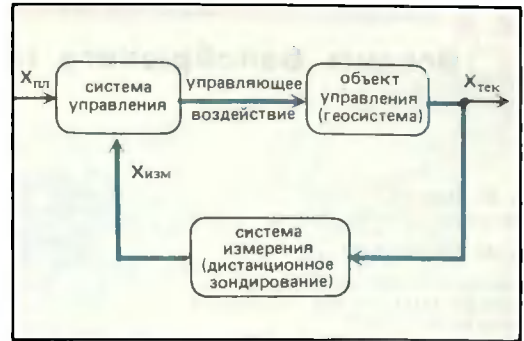 Xпл
система
управления
управляющее
воздействие
объект
управления
(геосистема)
Xтек
Xизм
система
измерения
(дистанционное
зондирование)